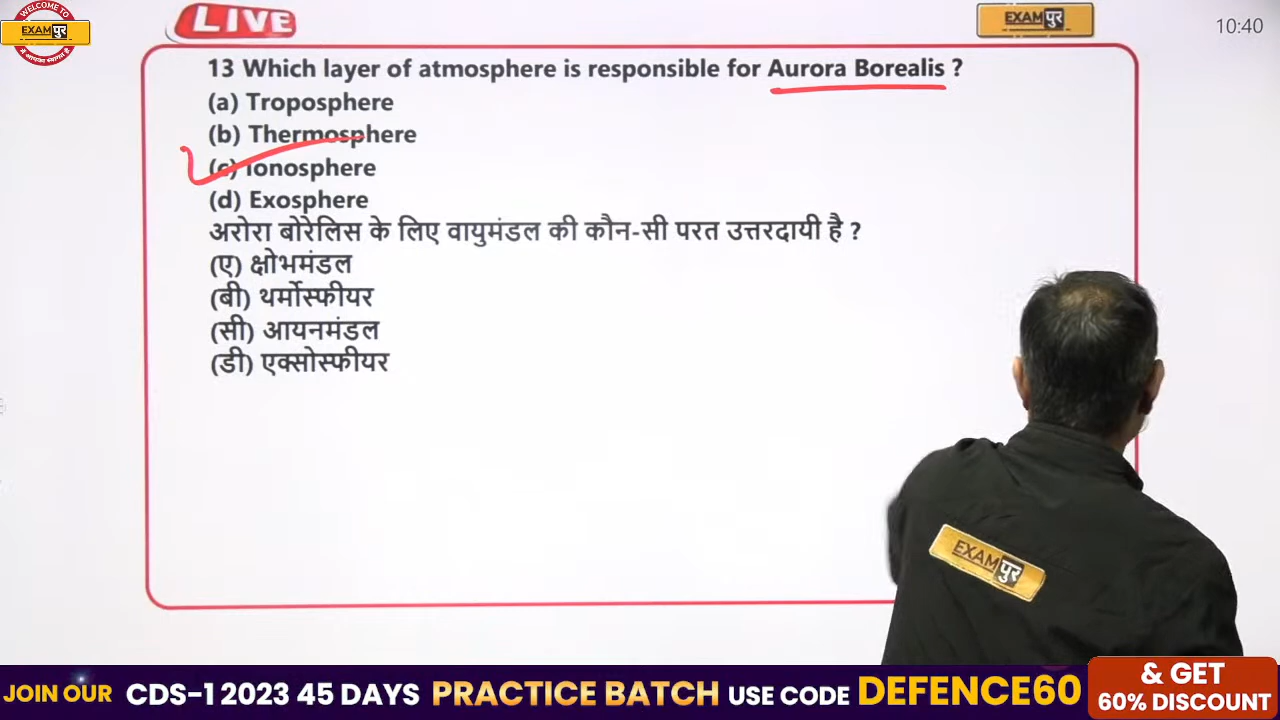 WELCOME TO
EXAMपुर
में आपका स्वागत है
LIVE
EXAMपुर
10:40
13 Which layer of atmosphere is responsible for Aurora Borealis ?
(a) Troposphere
(b) Thermosphere
(c) Ionosphere
(d) Exosphere
अरोरा बोरेलिस के लिए वायुमंडल की कौन-सी परत उत्तरदायी है ?
(ए) क्षोभमंडल
(बी) थर्मोस्फीयर
(सी) आयनमंडल
(डी) एक्सोस्फीयर
EXAMपुर
JOIN OUR CDS-1 2023 45 DAYS PRACTICE BATCH USE CODE DEFENCE60
& GET
60% DISCOUNT